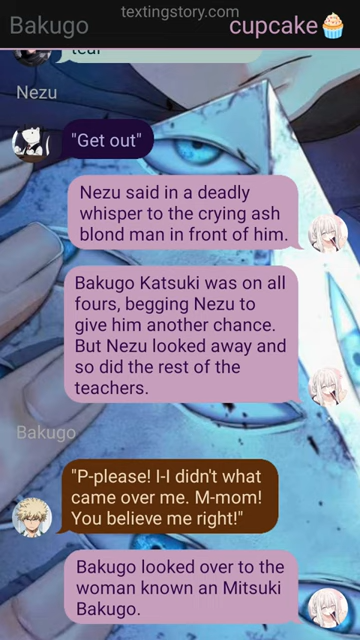 textingstory.com
Bakugo
cupcake🧁
tear
Nezu
"Get out"
Nezu said in a deadly
whisper to the crying ash
blond man in front of him.
Bakugo Katsuki was on all
fours, begging Nezu to
give him another chance.
But Nezu looked away and
so did the rest of the
teachers.
Bakugo
"P-please! I-I didn't what
came over me. M-mom!
You believe me right!"
Bakugo looked over to the
woman known an Mitsuki
Bakugo.